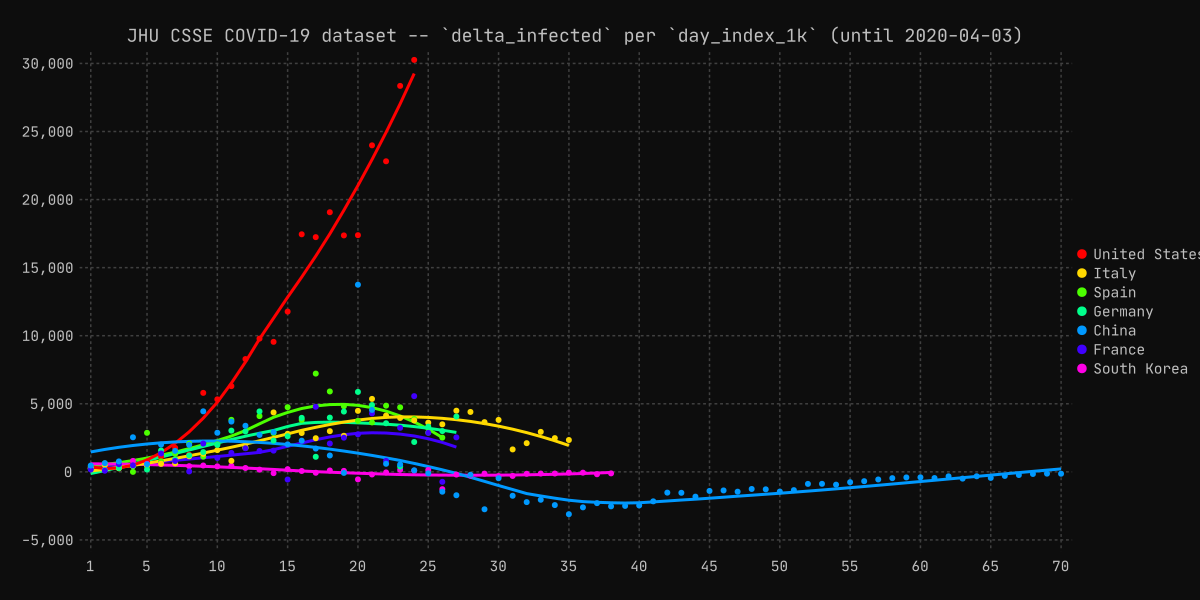 JHU CSSE COVID-19 dataset -- `delta_infected` per `day_index_1k` (until 2020-04-03)
30,000
25,000
20,000
15,000
10,000
5,000
0
−5,000
1 5 10 15 20 25 30 35 40 45 50 55 60 65 70
United States
Italy
Spain
Germany
China
France
South Korea